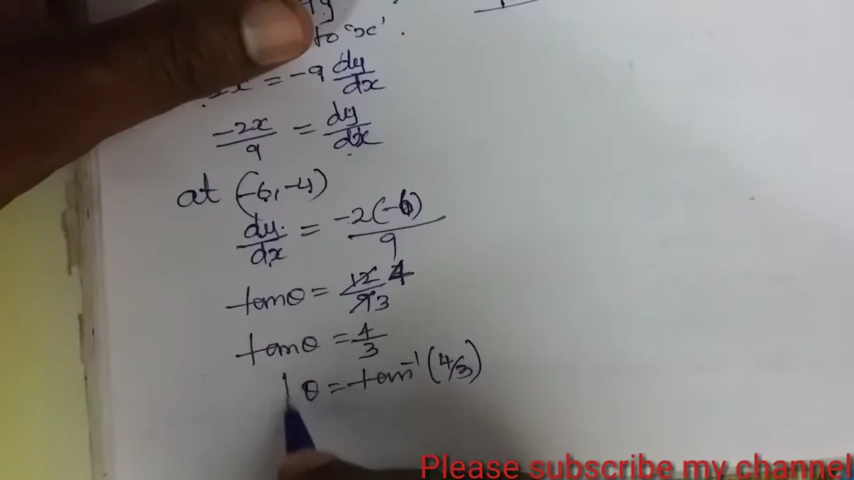 to 'x'.
2x = -9 dy/dx
-2x/9 = dy/dx
at (-6, -4)
dy/dx = -2(-6)/9
tanθ = 12/9 4/3
tanθ = 4/3
θ = tan⁻¹(4/3)
Please subscribe my channel